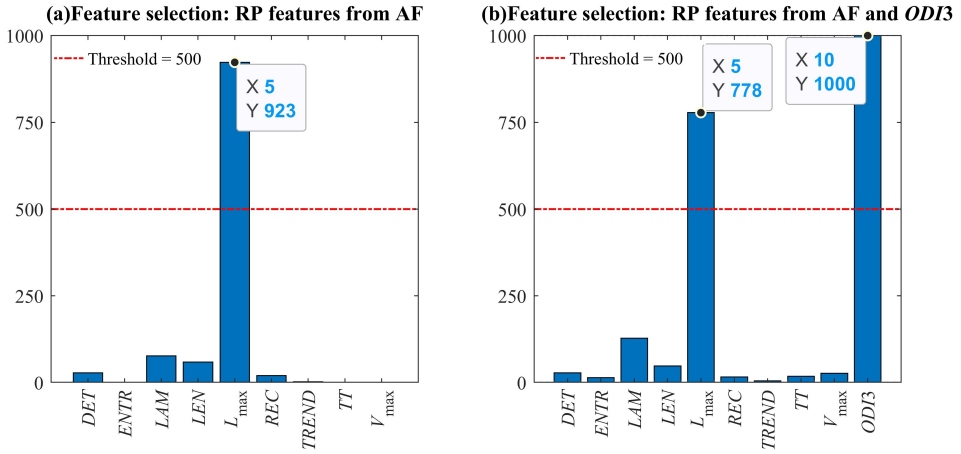 (a)Feature selection: RP features from AF
1000
750
500
250
0
Threshold = 500
X 5
Y 923
DET
ENTR
LAM
LEN
Lmax
REC
TREND
TT
Vmax
(b)Feature selection: RP features from AF and ODI3
1000
750
500
250
0
Threshold = 500
X 5
Y 778
X 10
Y 1000
DET
ENTR
LAM
LEN
Lmax
REC
TREND
TT
Vmax
ODI3